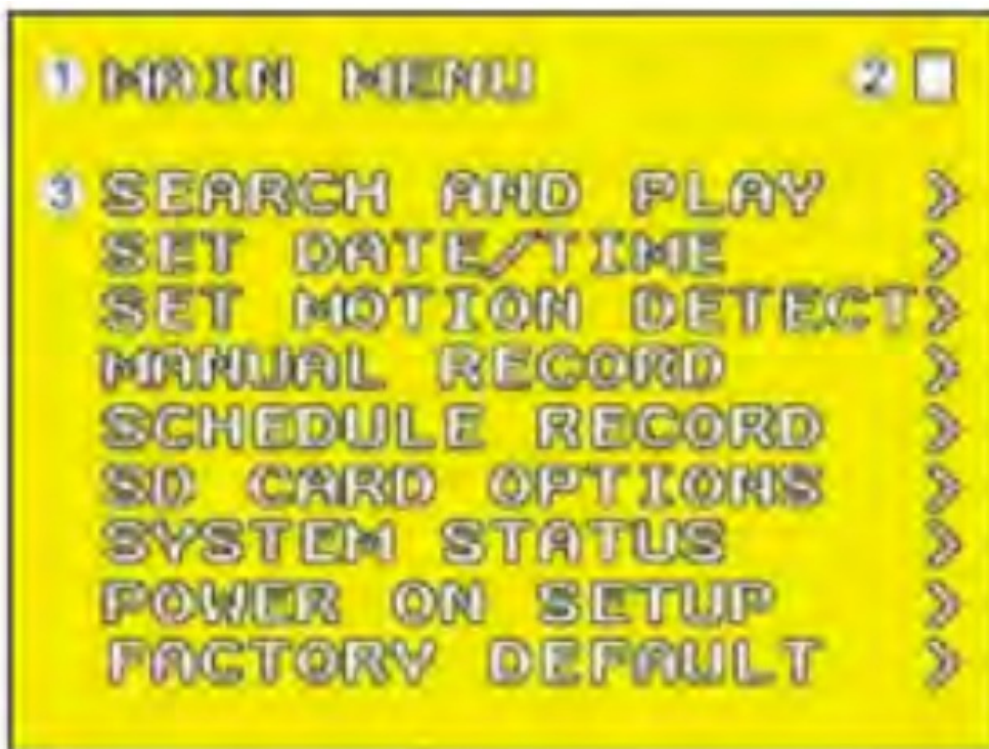 1 MAIN MENU 2
3 SEARCH AND PLAY >
SET DATE/TIME >
SET MOTION DETECT>
MANUAL RECORD >
SCHEDULE RECORD >
SD CARD OPTIONS >
SYSTEM STATUS >
POWER ON SETUP >
FACTORY DEFAULT >